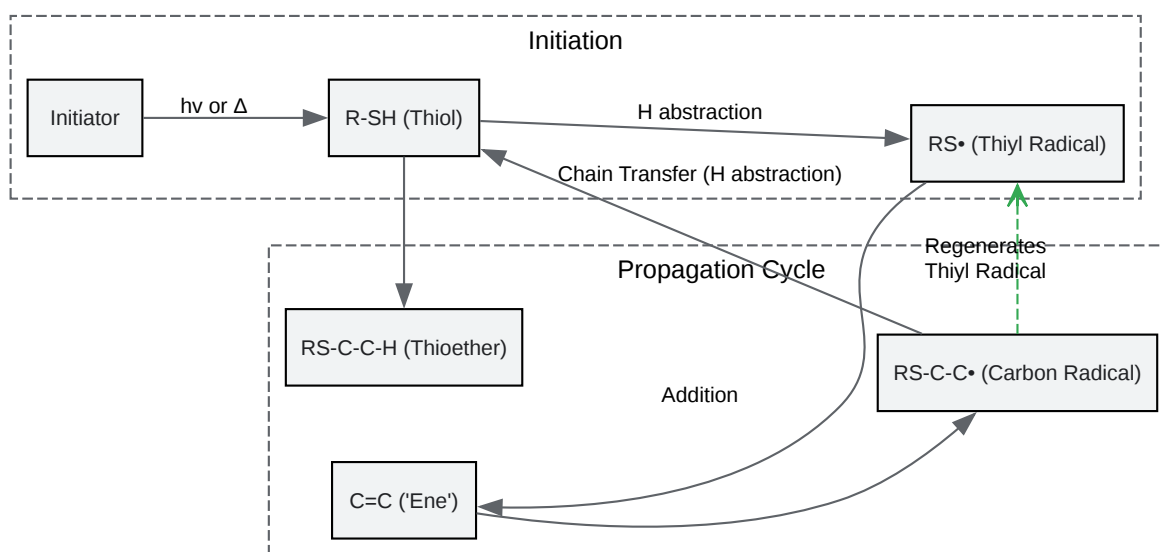 Initiation
Initiator
hv or Δ
R-SH (Thiol)
H abstraction
RS• (Thiyl Radical)
Chain Transfer (H abstraction)
Regenerates
Thiyl Radical
Propagation Cycle
RS-C-C-H (Thioether)
RS-C-C• (Carbon Radical)
Addition
C=C ('Ene')